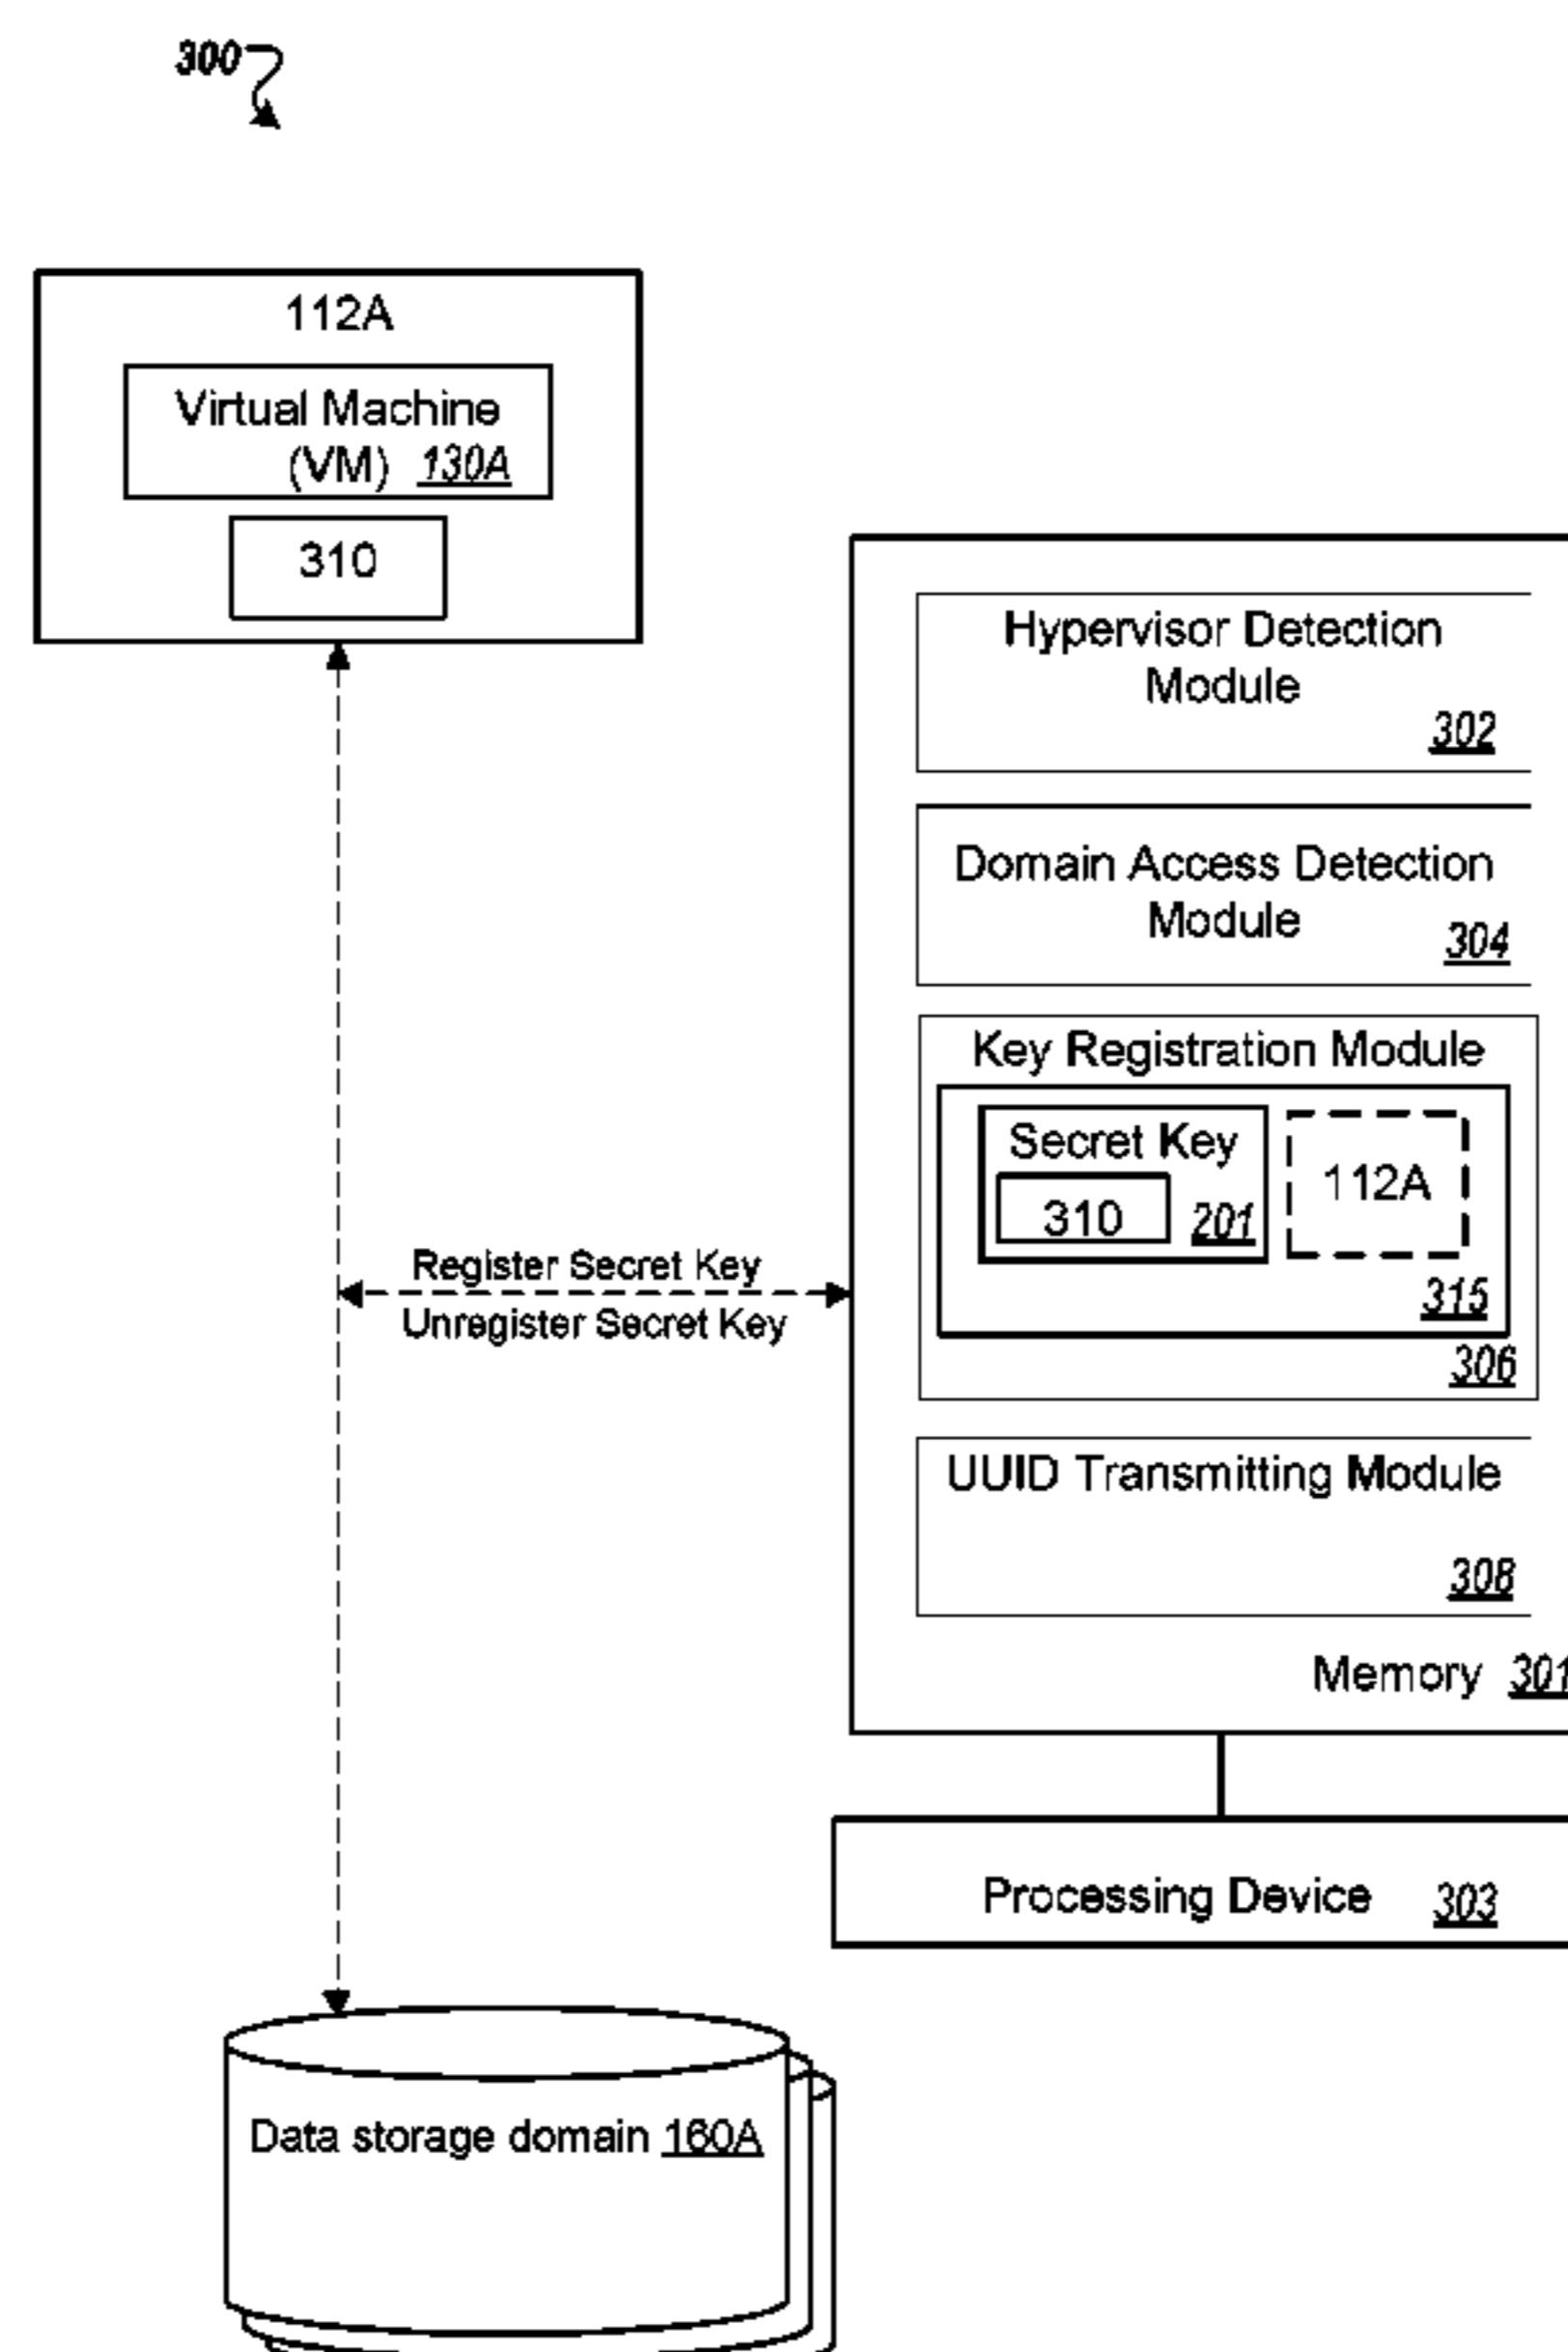 300
112A
Virtual Machine
(VM) 130A
310
Hypervisor Detection
Module
302
Domain Access Detection
Module
304
Key Registration Module
Secret Key
310 201
112A
315
306
Register Secret Key
Unregister Secret Key
UUID Transmitting Module
308
Memory 301
Processing Device 303
Data storage domain 160A